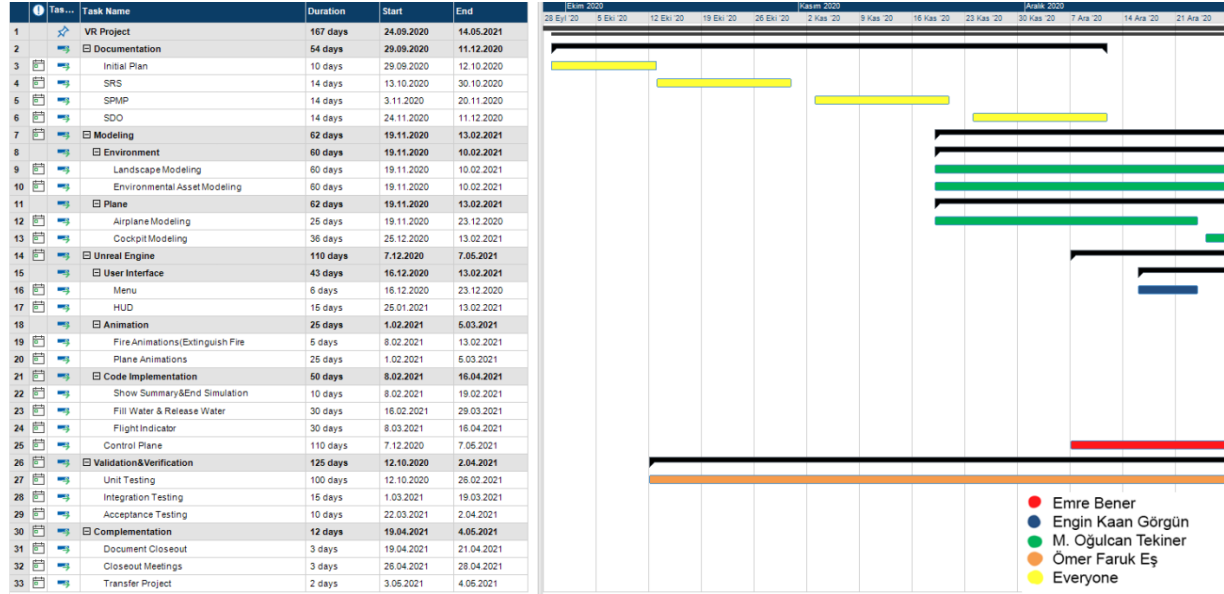 Tas... Task Name Duration Start End
Ekim 2020 Kasım 2020 Aralık 2020
28 Eyl '20 5 Eki '20 12 Eki '20 19 Eki '20 26 Eki '20 2 Kas '20 9 Kas '20 16 Kas '20 23 Kas '20 30 Kas '20 7 Ara '20 14 Ara '20 21 Ara '20
1 VR Project 167 days 24.09.2020 14.05.2021
2 Documentation 54 days 29.09.2020 11.12.2020
3 Initial Plan 10 days 29.09.2020 12.10.2020
4 SRS 14 days 13.10.2020 30.10.2020
5 SPMP 14 days 3.11.2020 20.11.2020
6 SDO 14 days 24.11.2020 11.12.2020
7 Modeling 62 days 19.11.2020 13.02.2021
8 Environment 60 days 19.11.2020 10.02.2021
9 Landscape Modeling 60 days 19.11.2020 10.02.2021
10 Environmental Asset Modeling 60 days 19.11.2020 10.02.2021
11 Plane 62 days 19.11.2020 13.02.2021
12 Airplane Modeling 25 days 19.11.2020 23.12.2020
13 Cockpit Modeling 36 days 25.12.2020 13.02.2021
14 Unreal Engine 110 days 7.12.2020 7.05.2021
15 User Interface 43 days 16.12.2020 13.02.2021
16 Menu 6 days 16.12.2020 23.12.2020
17 HUD 15 days 25.01.2021 13.02.2021
18 Animation 25 days 1.02.2021 5.03.2021
19 Fire Animations(Extinguish Fire 5 days 8.02.2021 13.02.2021
20 Plane Animations 25 days 1.02.2021 5.03.2021
21 Code Implementation 50 days 8.02.2021 16.04.2021
22 Show Summary&End Simulation 10 days 8.02.2021 19.02.2021
23 Fill Water & Release Water 30 days 16.02.2021 29.03.2021
24 Flight Indicator 30 days 8.03.2021 16.04.2021
25 Control Plane 110 days 7.12.2020 7.05.2021
26 Validation&Verification 125 days 12.10.2020 2.04.2021
27 Unit Testing 100 days 12.10.2020 26.02.2021
28 Integration Testing 15 days 1.03.2021 19.03.2021
29 Acceptance Testing 10 days 22.03.2021 2.04.2021
30 Complementation 12 days 19.04.2021 4.05.2021
31 Document Closeout 3 days 19.04.2021 21.04.2021
32 Closeout Meetings 3 days 26.04.2021 28.04.2021
33 Transfer Project 2 days 3.05.2021 4.05.2021
Emre Bener
Engin Kaan Görgün
M. Oğulcan Tekiner
Ömer Faruk Eş
Everyone